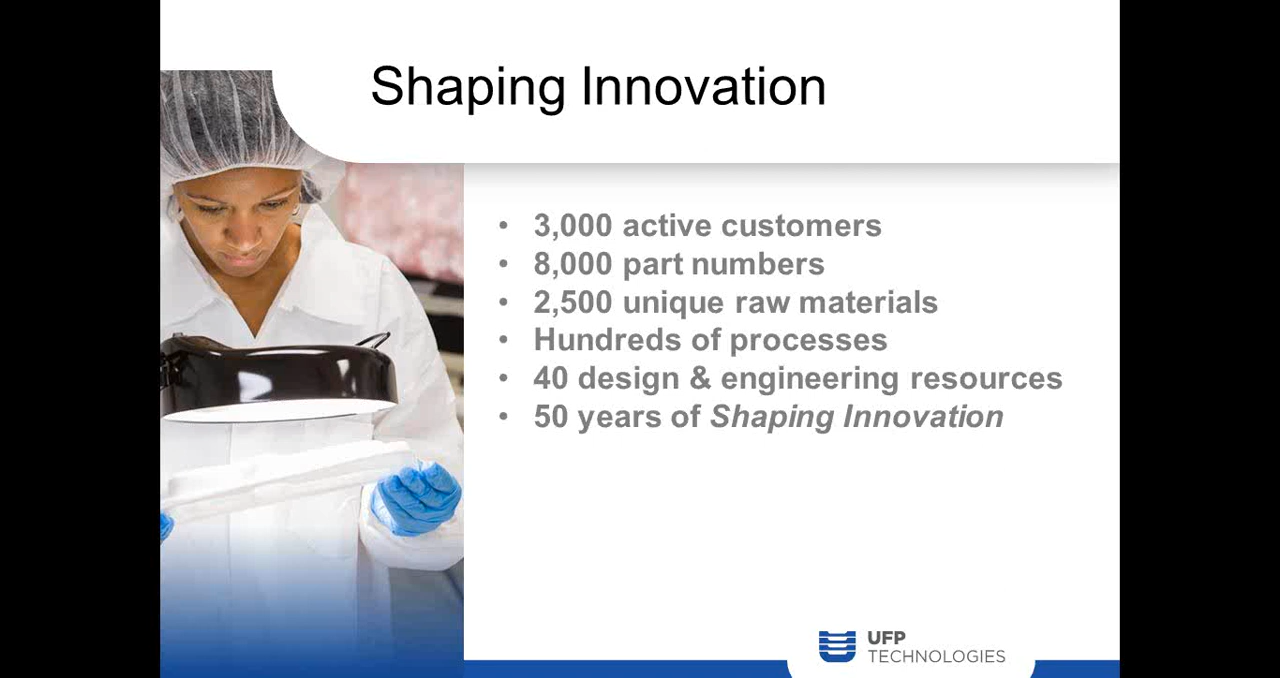 Shaping Innovation
• 3,000 active customers
• 8,000 part numbers
• 2,500 unique raw materials
• Hundreds of processes
• 40 design & engineering resources
• 50 years of Shaping Innovation
UFP
TECHNOLOGIES